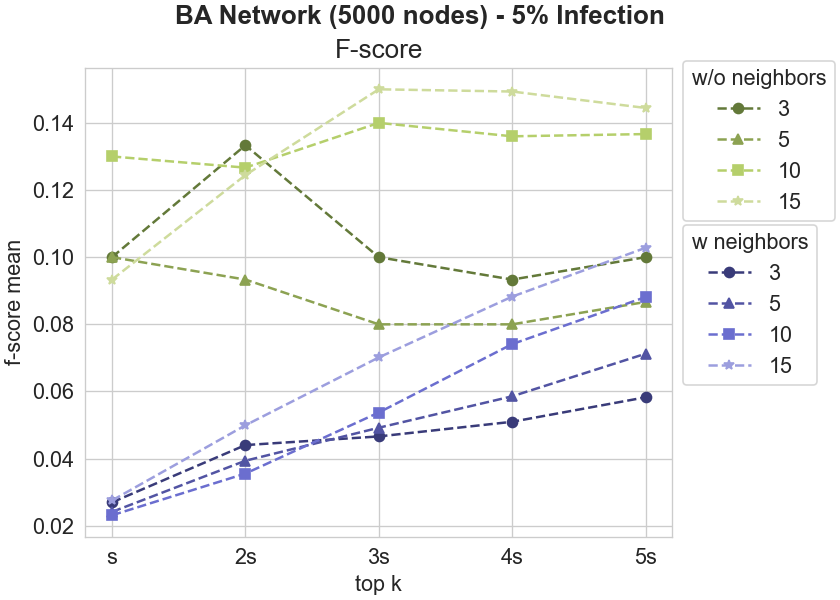 BA Network (5000 nodes) - 5% Infection
F-score
w/o neighbors
3
5
10
15
w neighbors
3
5
10
15
f-score mean
0.14
0.12
0.10
0.08
0.06
0.04
0.02
s 2s 3s 4s 5s
top k